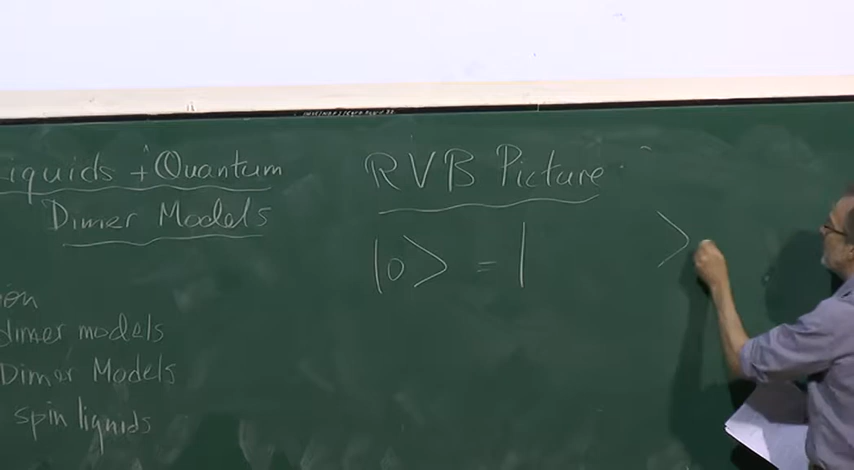 iquids + Quantum
Dimer Models
ion
dimer models
Dimer Models
spin liquids
RVB Picture
|0> = | >